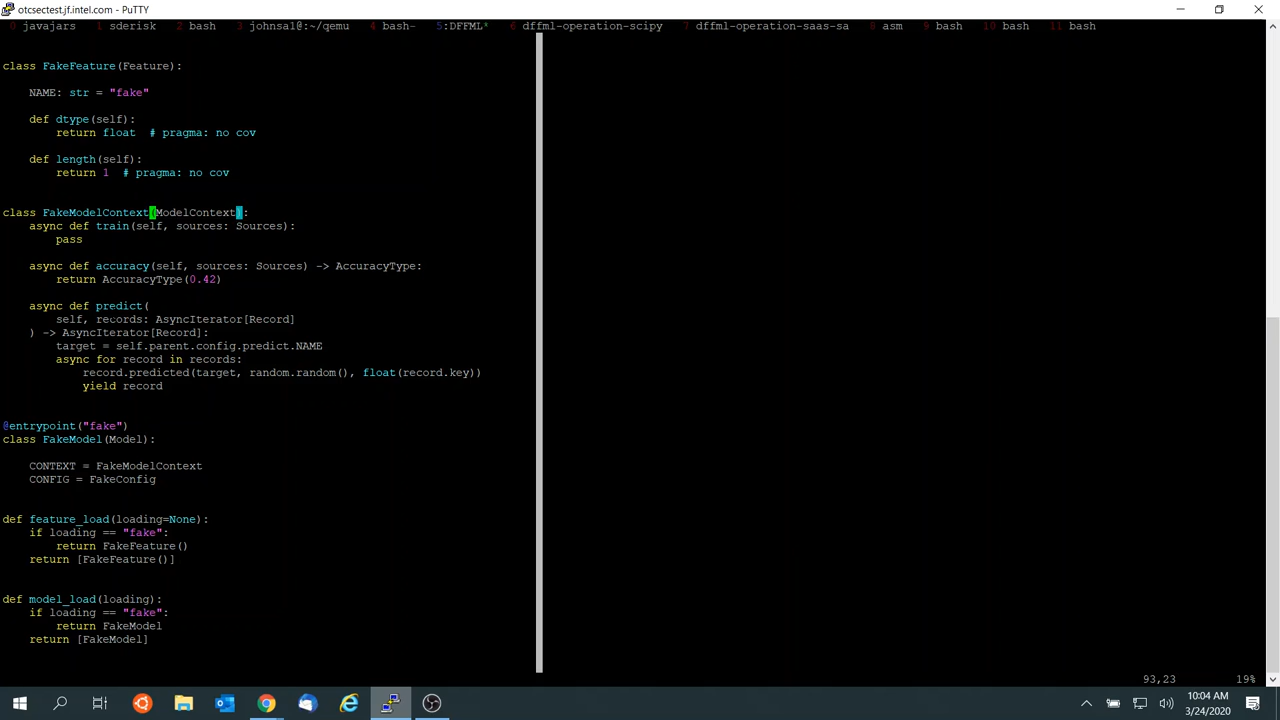 otcsectest.jf.intel.com - PuTTY
0 javajars 1 sderisk 2 bash 3 johnsa1@:~/qemu 4 bash- 5:DFFML* 6 dffml-operation-scipy 7 dffml-operation-saas-sa 8 asm 9 bash 10 bash 11 bash
class FakeFeature(Feature):
NAME: str = "fake"
def dtype(self):
return float  # pragma: no cov
def length(self):
return 1  # pragma: no cov
class FakeModelContext(ModelContext):
async def train(self, sources: Sources):
pass
async def accuracy(self, sources: Sources) -> AccuracyType:
return AccuracyType(0.42)
async def predict(
self, records: AsyncIterator[Record]
) -> AsyncIterator[Record]:
target = self.parent.config.predict.NAME
async for record in records:
record.predicted(target, random.random(), float(record.key))
yield record
@entrypoint("fake")
class FakeModel(Model):
CONTEXT = FakeModelContext
CONFIG = FakeConfig
def feature_load(loading=None):
if loading == "fake":
return FakeFeature()
return [FakeFeature()]
def model_load(loading):
if loading == "fake":
return FakeModel
return [FakeModel]
93,23 19%
10:04 AM
3/24/2020